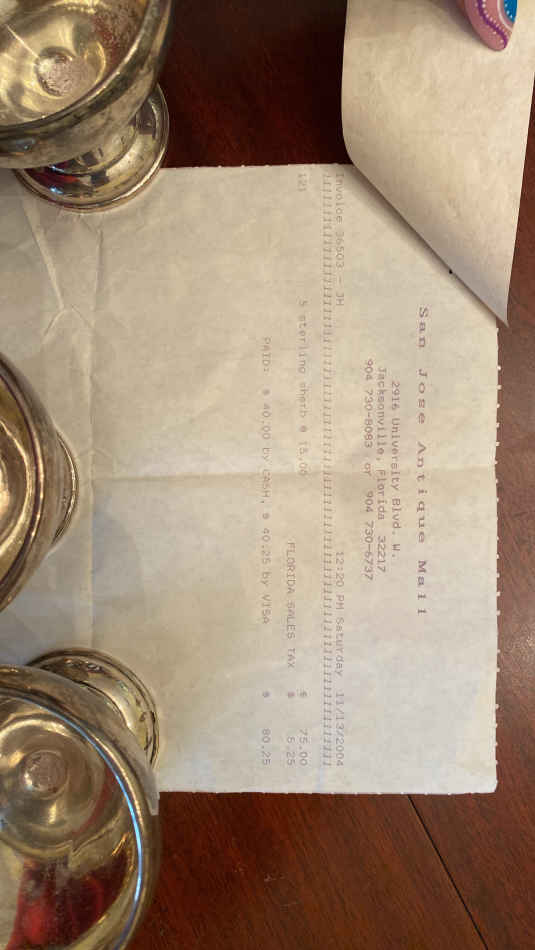 San Jose Antique Mall
2916 University Blvd. W.
Jacksonville, Florida 32217
904 730-8083 or 904 730-6737
Invoice 36503 - JM 12:20 PM Saturday 11/13/2004
121 5 sterling sherb @ 15.00 $ 75.00
FLORIDA SALES TAX $ 5.25
PAID: $ 40.00 by CASH, $ 40.25 by VISA $ 80.25